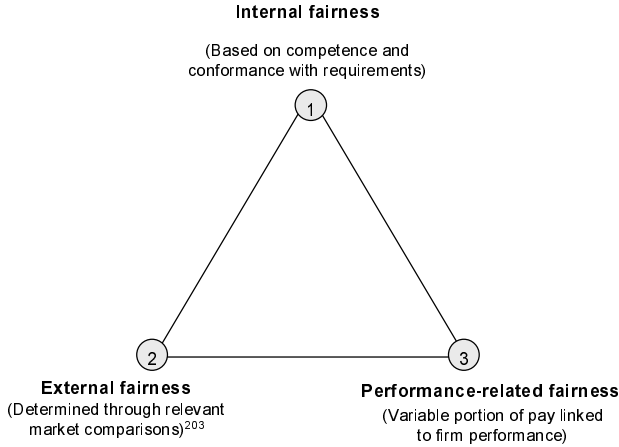 Internal fairness
(Based on competence and
conformance with requirements)
1
2
3
External fairness
(Determined through relevant
market comparisons)203
Performance-related fairness
(Variable portion of pay linked
to firm performance)